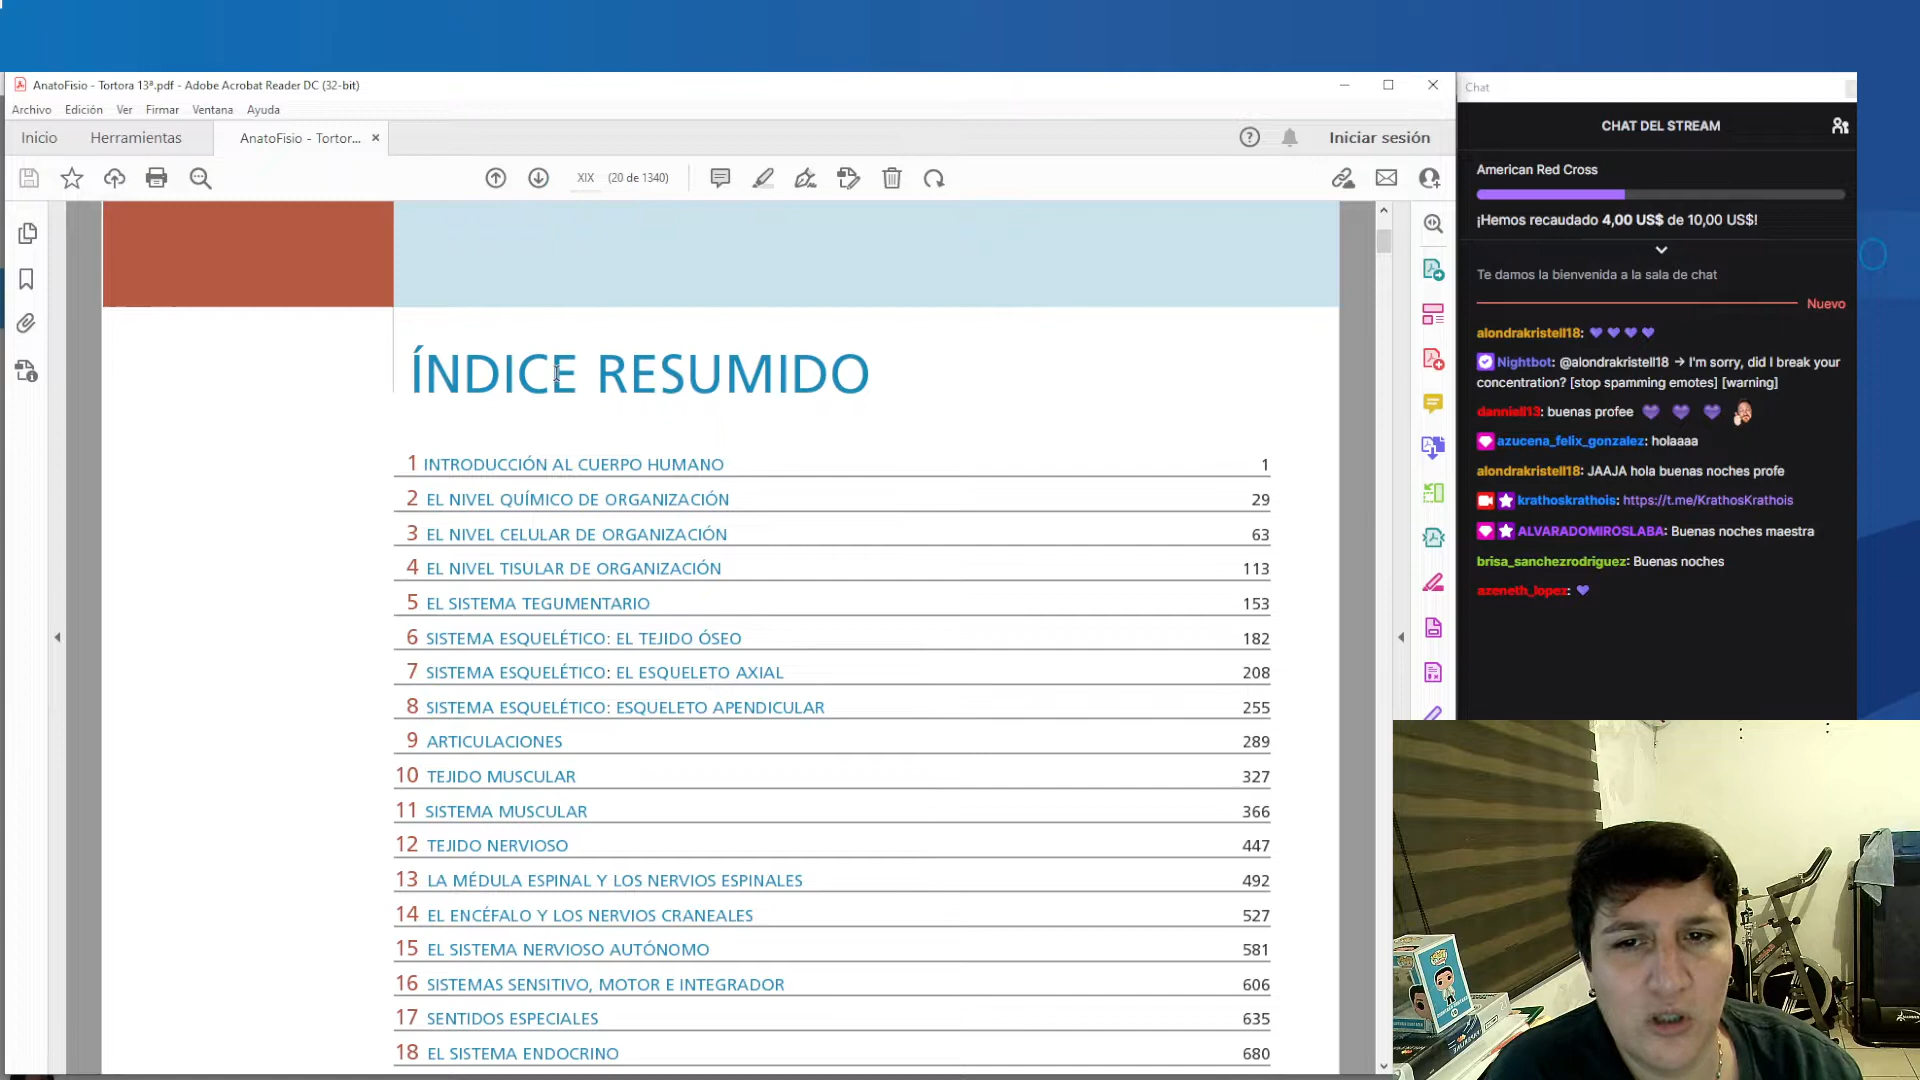 AnatoFisio - Tortora 13ª.pdf - Adobe Acrobat Reader DC (32-bit)
Archivo Edición Ver Firmar Ventana Ayuda
Inicio Herramientas AnatoFisio - Tortor... Iniciar sesión
XIX (20 de 1340)
ÍNDICE RESUMIDO
1 INTRODUCCIÓN AL CUERPO HUMANO 1
2 EL NIVEL QUÍMICO DE ORGANIZACIÓN 29
3 EL NIVEL CELULAR DE ORGANIZACIÓN 63
4 EL NIVEL TISULAR DE ORGANIZACIÓN 113
5 EL SISTEMA TEGUMENTARIO 153
6 SISTEMA ESQUELÉTICO: EL TEJIDO ÓSEO 182
7 SISTEMA ESQUELÉTICO: EL ESQUELETO AXIAL 208
8 SISTEMA ESQUELÉTICO: ESQUELETO APENDICULAR 255
9 ARTICULACIONES 289
10 TEJIDO MUSCULAR 327
11 SISTEMA MUSCULAR 366
12 TEJIDO NERVIOSO 447
13 LA MÉDULA ESPINAL Y LOS NERVIOS ESPINALES 492
14 EL ENCÉFALO Y LOS NERVIOS CRANEALES 527
15 EL SISTEMA NERVIOSO AUTÓNOMO 581
16 SISTEMAS SENSITIVO, MOTOR E INTEGRADOR 606
17 SENTIDOS ESPECIALES 635
18 EL SISTEMA ENDOCRINO 680
Chat
CHAT DEL STREAM
American Red Cross
¡Hemos recaudado 4,00 US$ de 10,00 US$!
Te damos la bienvenida a la sala de chat
Nuevo
alondrakristell18:
Nightbot: @alondrakristell18 → I'm sorry, did I break your
concentration? [stop spamming emotes] [warning]
danniell13: buenas profee
azucena_felix_gonzalez: holaaaa
alondrakristell18: JAAJA hola buenas noches profe
krathoskrathois: https://t.me/KrathosKrathois
ALVARADOMIROSLABA: Buenas noches maestra
brisa_sanchezrodriguez: Buenas noches
azeneth_lopez: